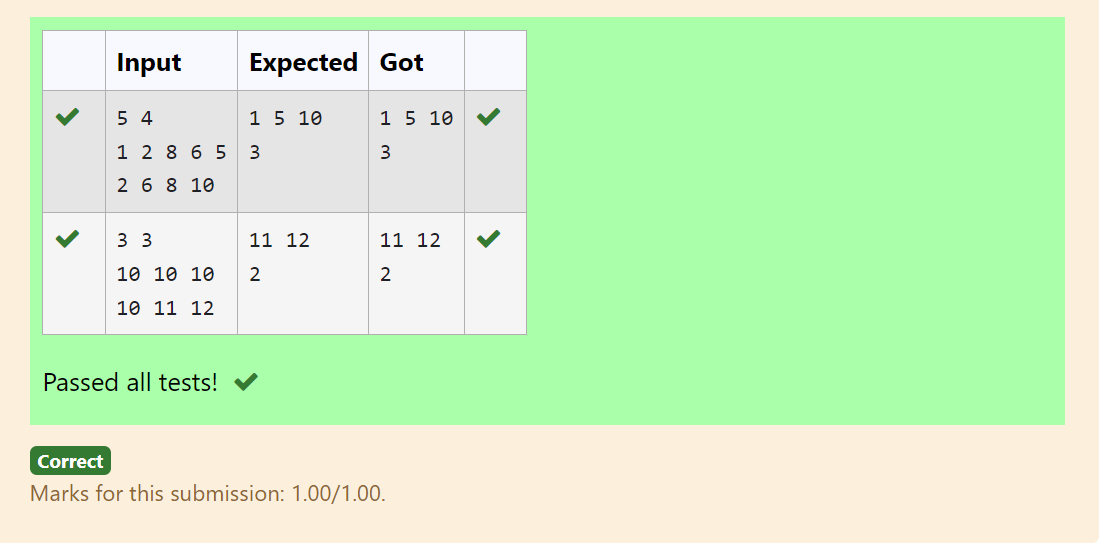 Input Expected Got
5 4 1 5 10 1 5 10
1 2 8 6 5 3 3
2 6 8 10
3 3 11 12 11 12
10 10 10 2 2
10 11 12
Passed all tests!
Correct
Marks for this submission: 1.00/1.00.